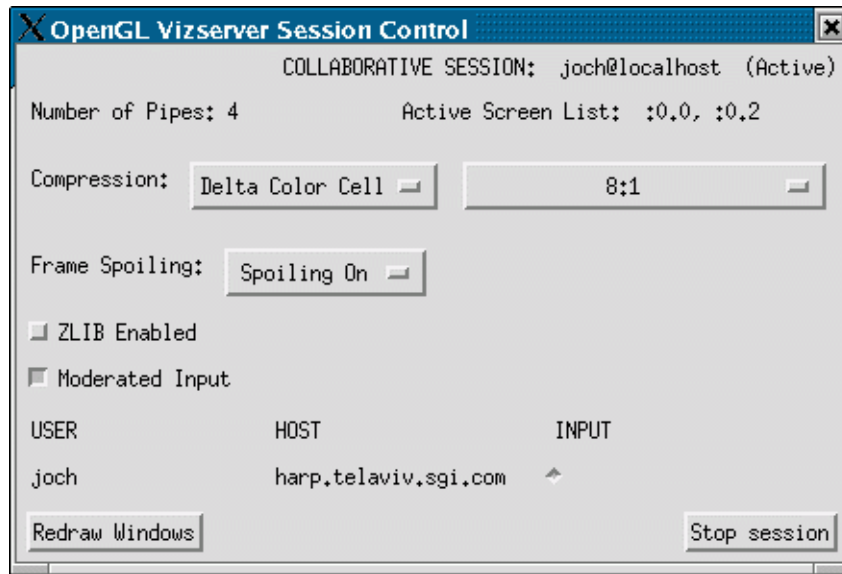 OpenGL Vizserver Session Control
COLLABORATIVE SESSION: joch@localhost (Active)
Number of Pipes: 4 Active Screen List: :0.0, :0.2
Compression: Delta Color Cell 8:1
Frame Spoiling: Spoiling On
ZLIB Enabled
Moderated Input
USER HOST INPUT
joch harp.telaviv.sgi.com
Redraw Windows Stop session